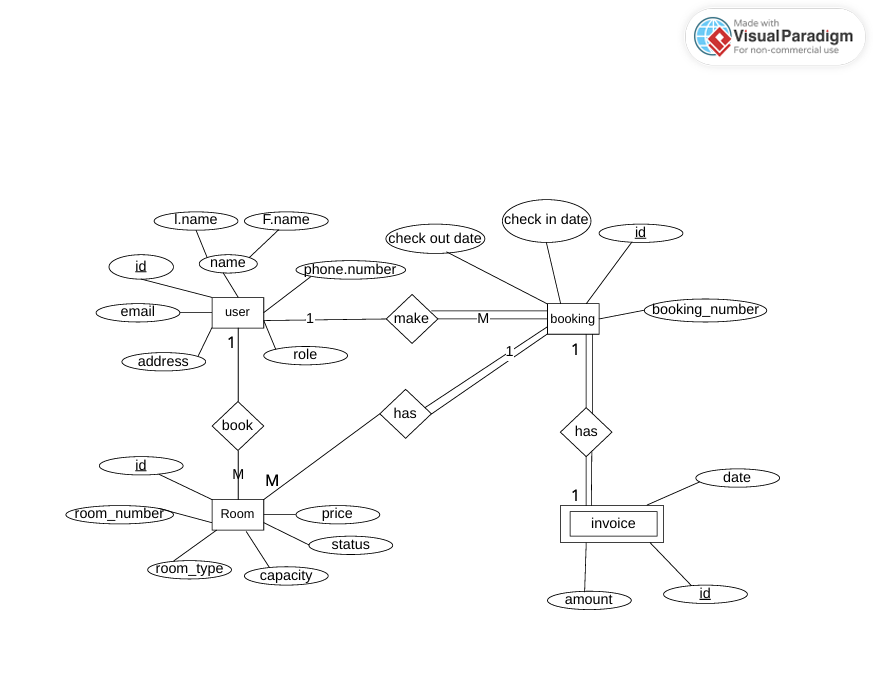 Made with
VisualParadigm
For non-commercial use
l.name
F.name
check in date
check out date
id
id
name
phone.number
email
user
booking_number
1
make
M
booking
1
1
1
address
role
has
book
has
id
M
M
date
1
room_number
Room
price
invoice
status
room_type
capacity
amount
id